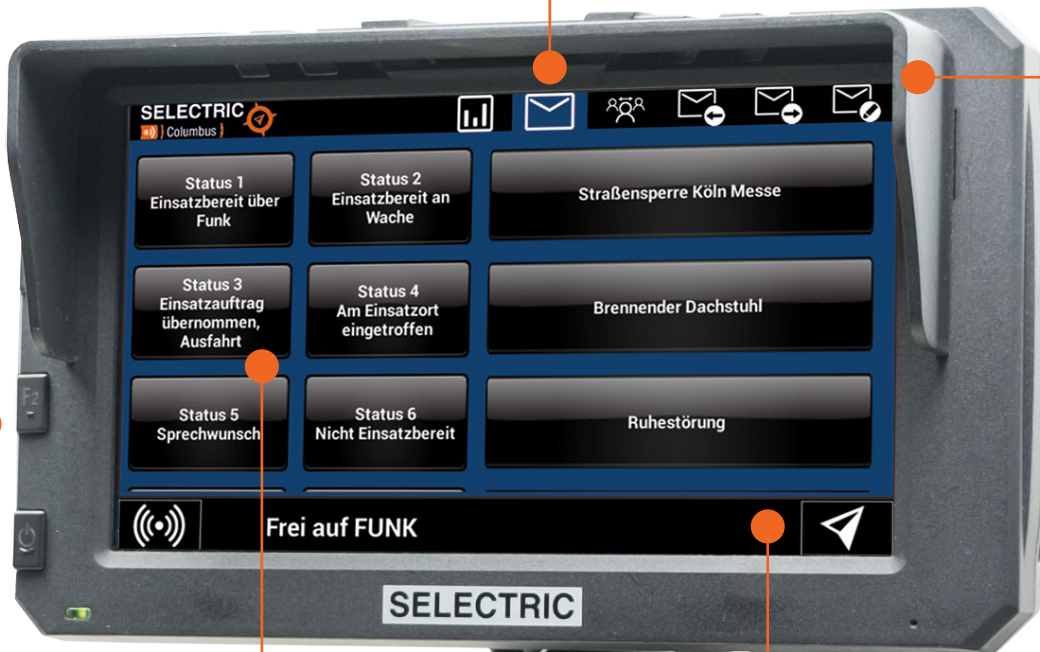 SELECTRIC
Columbus
Status 1
Einsatzbereit über
Funk
Status 2
Einsatzbereit an
Wache
Straßensperre Köln Messe
Status 3
Einsatzauftrag
übernommen,
Ausfahrt
Status 4
Am Einsatzort
eingetroffen
Brennender Dachstuhl
Status 5
Sprechwunsch
Status 6
Nicht Einsatzbereit
Ruhestörung
F2
-
Frei auf FUNK
SELECTRIC